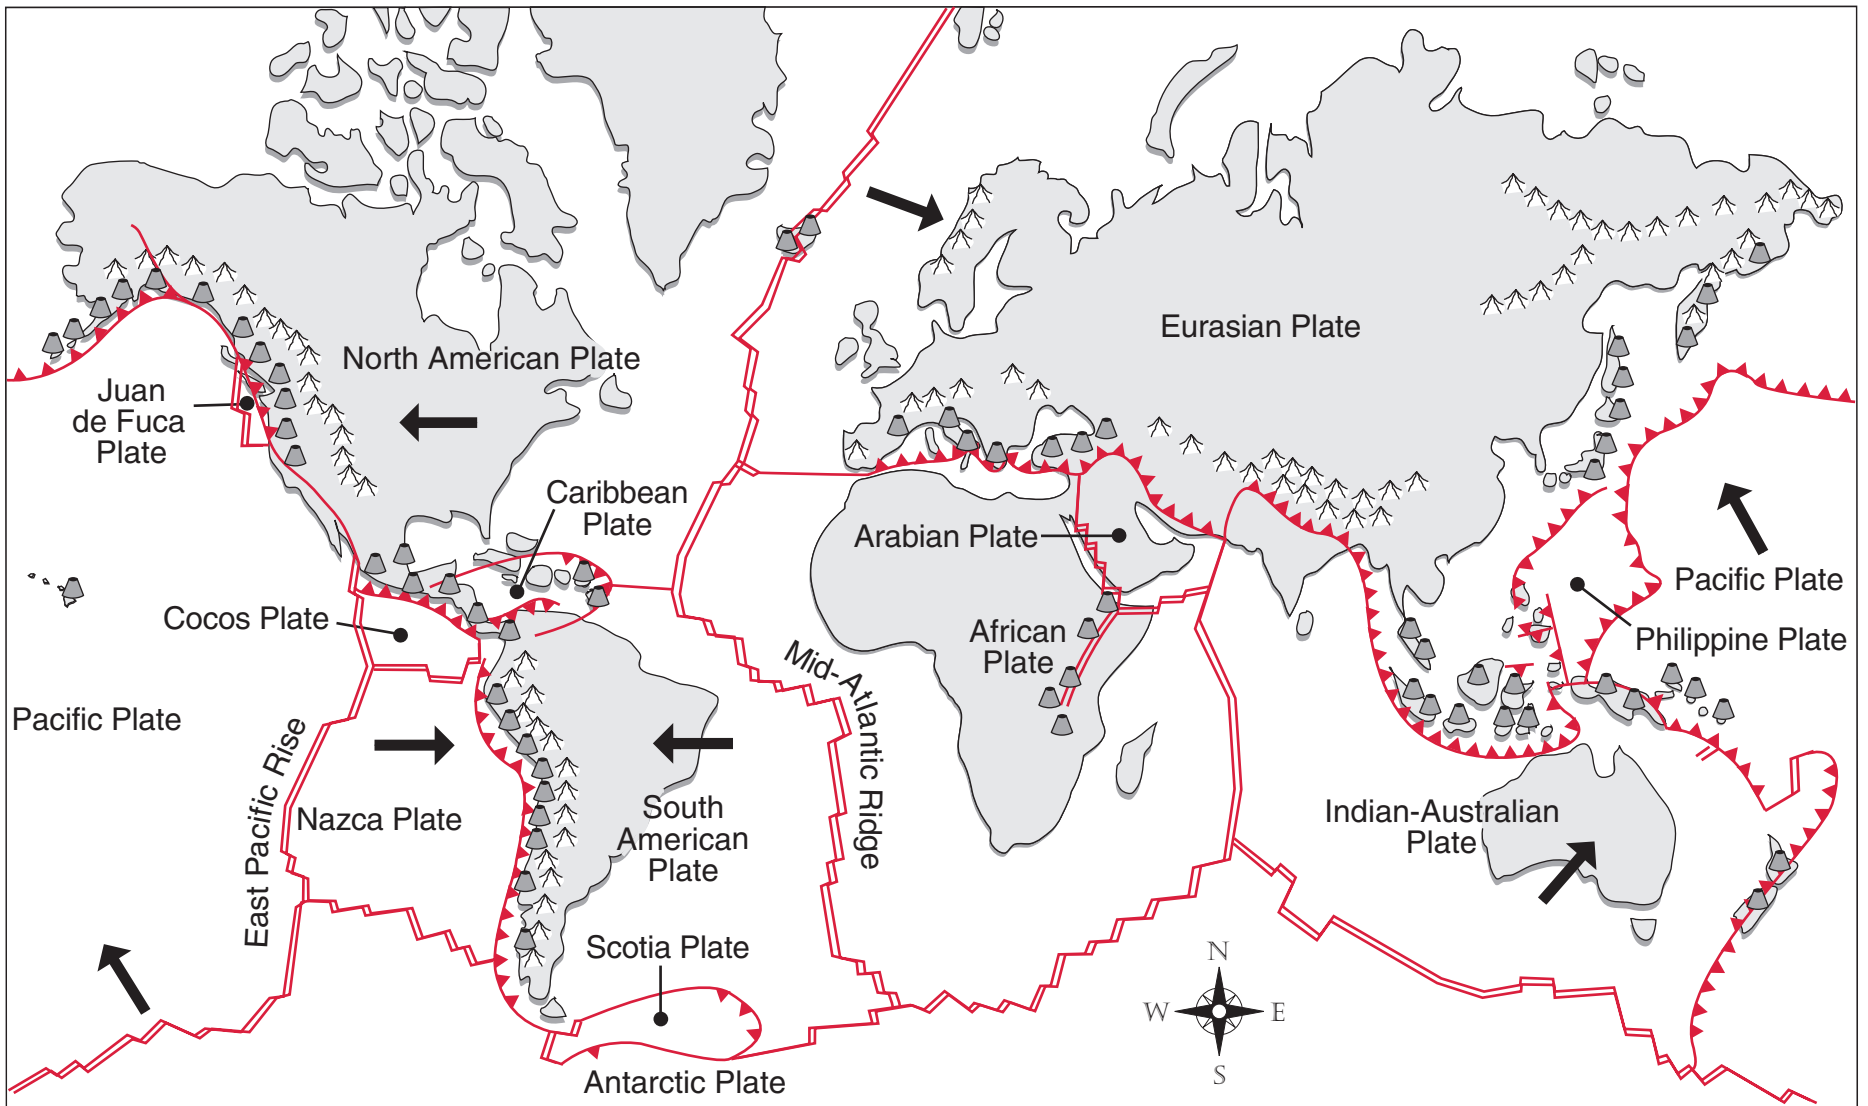 North American Plate
Eurasian Plate
Juan
de Fuca
Plate
Caribbean
Plate
Arabian Plate
Pacific Plate
Cocos Plate
African
Plate
Philippine Plate
Mid-Atlantic Ridge
Pacific Plate
East Pacific Rise
Nazca Plate
South
American
Plate
Indian-Australian
Plate
Scotia Plate
N
W
E
S
Antarctic Plate